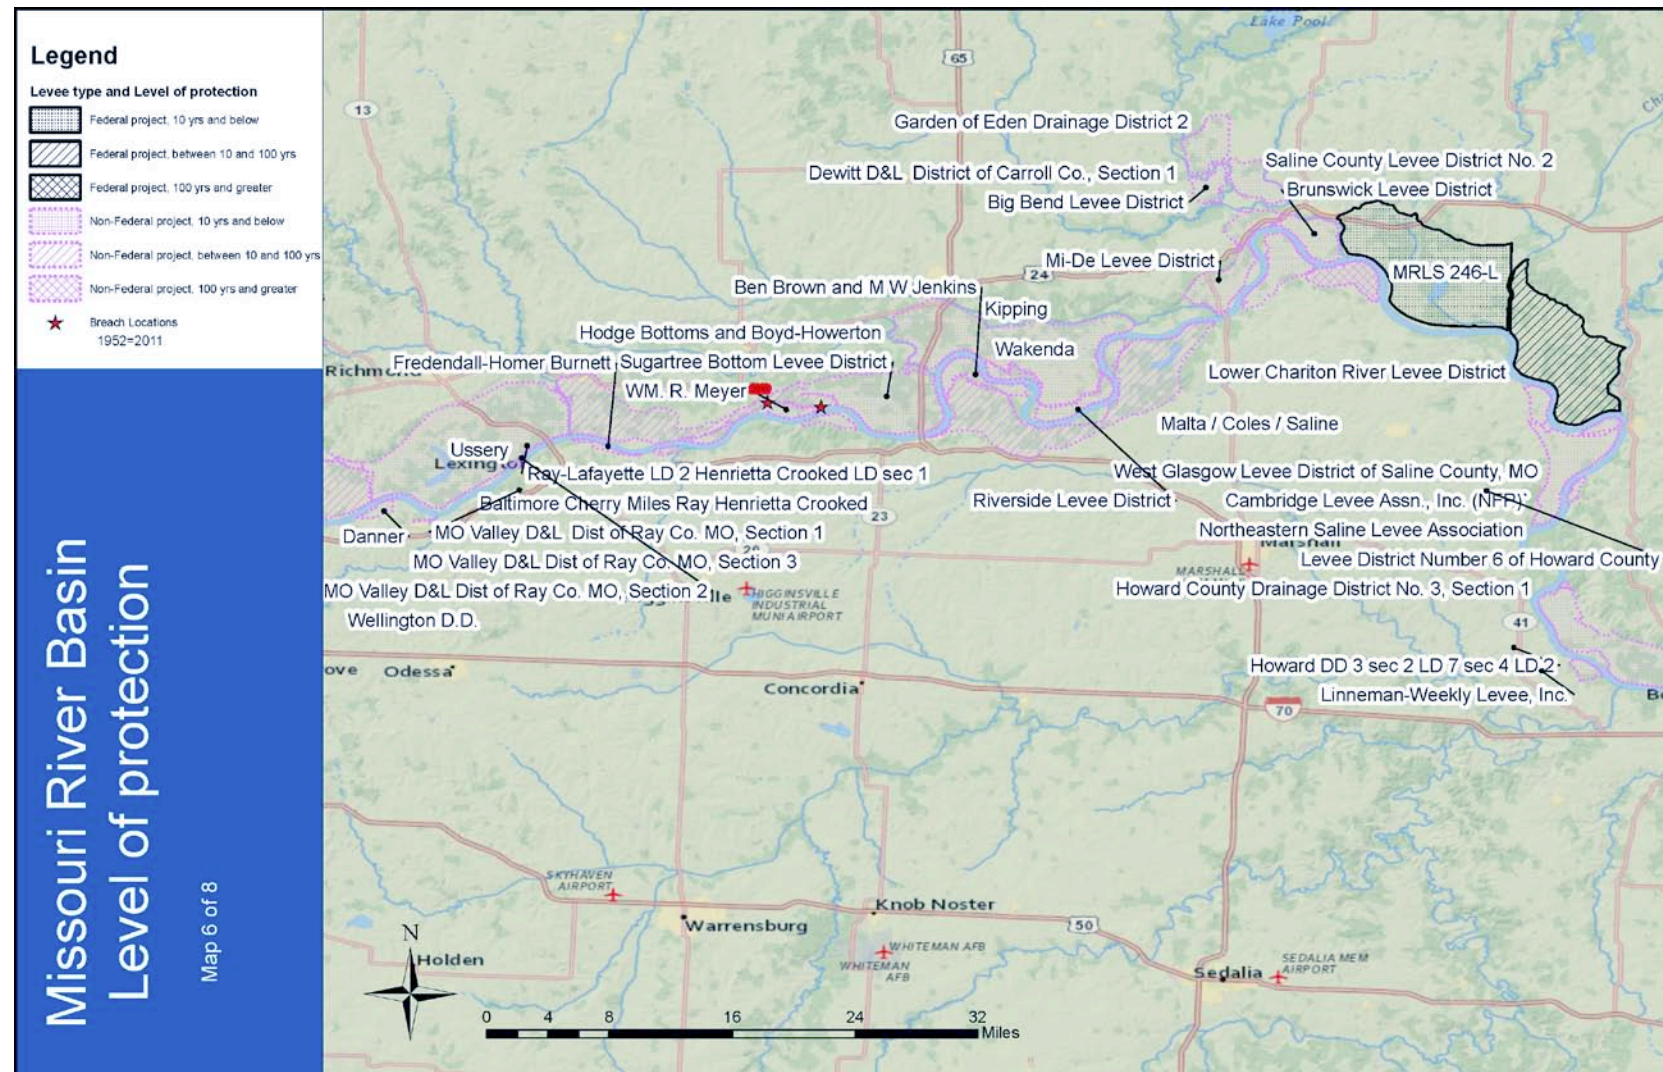 Legend
Levee type and Level of protection
Federal project, 10 yrs and below
Federal project, between 10 and 100 yrs
Federal project, 100 yrs and greater
Non-Federal project, 10 yrs and below
Non-Federal project, between 10 and 100 yrs
Non-Federal project, 100 yrs and greater
Breach Locations
1952=2011
Missouri River Basin
Level of protection
Map 6 of 8
Lake Pool
65
13
Garden of Eden Drainage District 2
Saline County Levee District No. 2
Dewitt D&L District of Carroll Co., Section 1
Brunswick Levee District
Big Bend Levee District
Mi-De Levee District
24
MRLS 246-L
Ben Brown and M W Jenkins
Kipping
Hodge Bottoms and Boyd-Howerton
Wakenda
Fredendall-Homer Burnett
Sugartree Bottom Levee District
Lower Chariton River Levee District
WM. R. Meyer
Malta / Coles / Saline
Ussery
Ray-Lafayette LD 2 Henrietta Crooked LD sec 1
West Glasgow Levee District of Saline County, MO
Baltimore Cherry Miles Ray Henrietta Crooked
Riverside Levee District
Cambridge Levee Assn., Inc. (NFP)
23
Danner
MO Valley D&L Dist of Ray Co. MO, Section 1
Northeastern Saline Levee Association
Marshall
MO Valley D&L Dist of Ray Co. MO, Section 3
Levee District Number 6 of Howard County
MARSHALL
MO Valley D&L Dist of Ray Co. MO, Section 2
HIGGINSVILLE
INDUSTRIAL
MUNI AIRPORT
Howard County Drainage District No. 3, Section 1
Wellington D.D.
41
ove
Odessa
Howard DD 3 sec 2 LD 7 sec 4 LD 2
Concordia
Linneman-Weekly Levee, Inc.
70
SKYHAVEN
AIRPORT
Knob Noster
Warrensburg
50
WHITEMAN AFB
WHITEMAN
AFB
N
Holden
Sedalia
SEDALIA MEM
AIRPORT
0 4 8 16 24 32
Miles